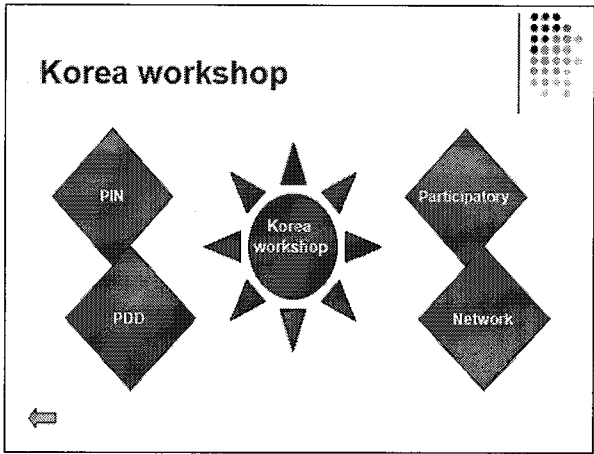 Korea workshop
PIN
PDD
Korea
workshop
Participatory
Network